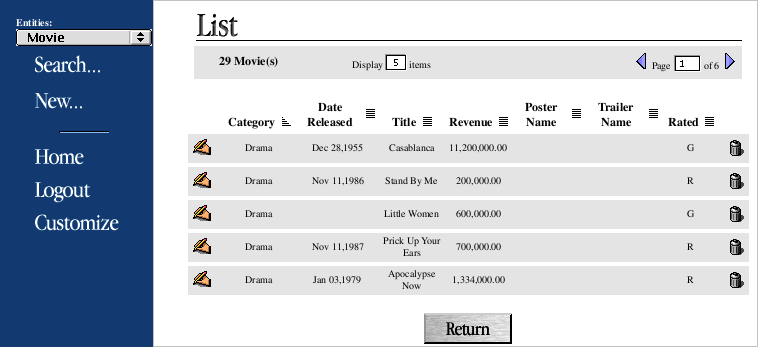 Entities:
Movie
Search...
New...
Home
Logout
Customize
List
29 Movie(s) Display 5 items Page 1 of 6
Category Date Released Title Revenue Poster Name Trailer Name Rated
Drama Dec 28,1955 Casablanca 11,200,000.00 G
Drama Nov 11,1986 Stand By Me 200,000.00 R
Drama Little Women 600,000.00 G
Drama Nov 11,1987 Prick Up Your Ears 700,000.00 R
Drama Jan 03,1979 Apocalypse Now 1,334,000.00 R
Return